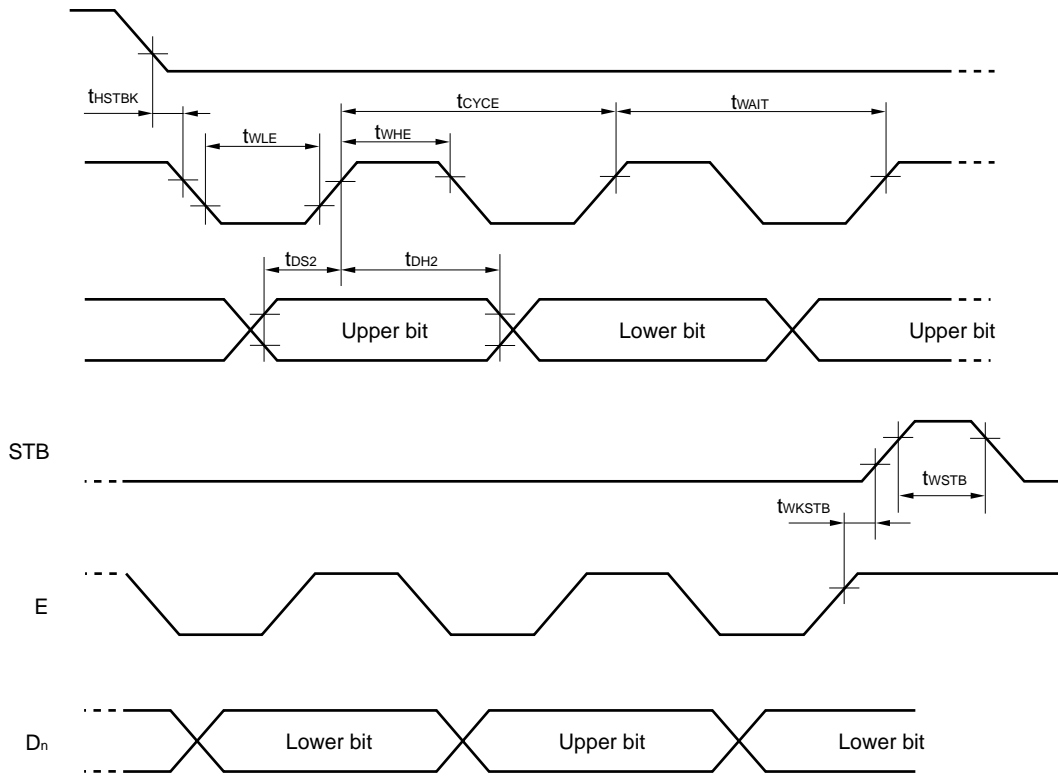 tHSTBK
tCYCE
tWAIT
tWLE
tWHE
tDS2
tDH2
Upper bit
Lower bit
Upper bit
STB
tWSTB
tWKSTB
E
Dn
Lower bit
Upper bit
Lower bit